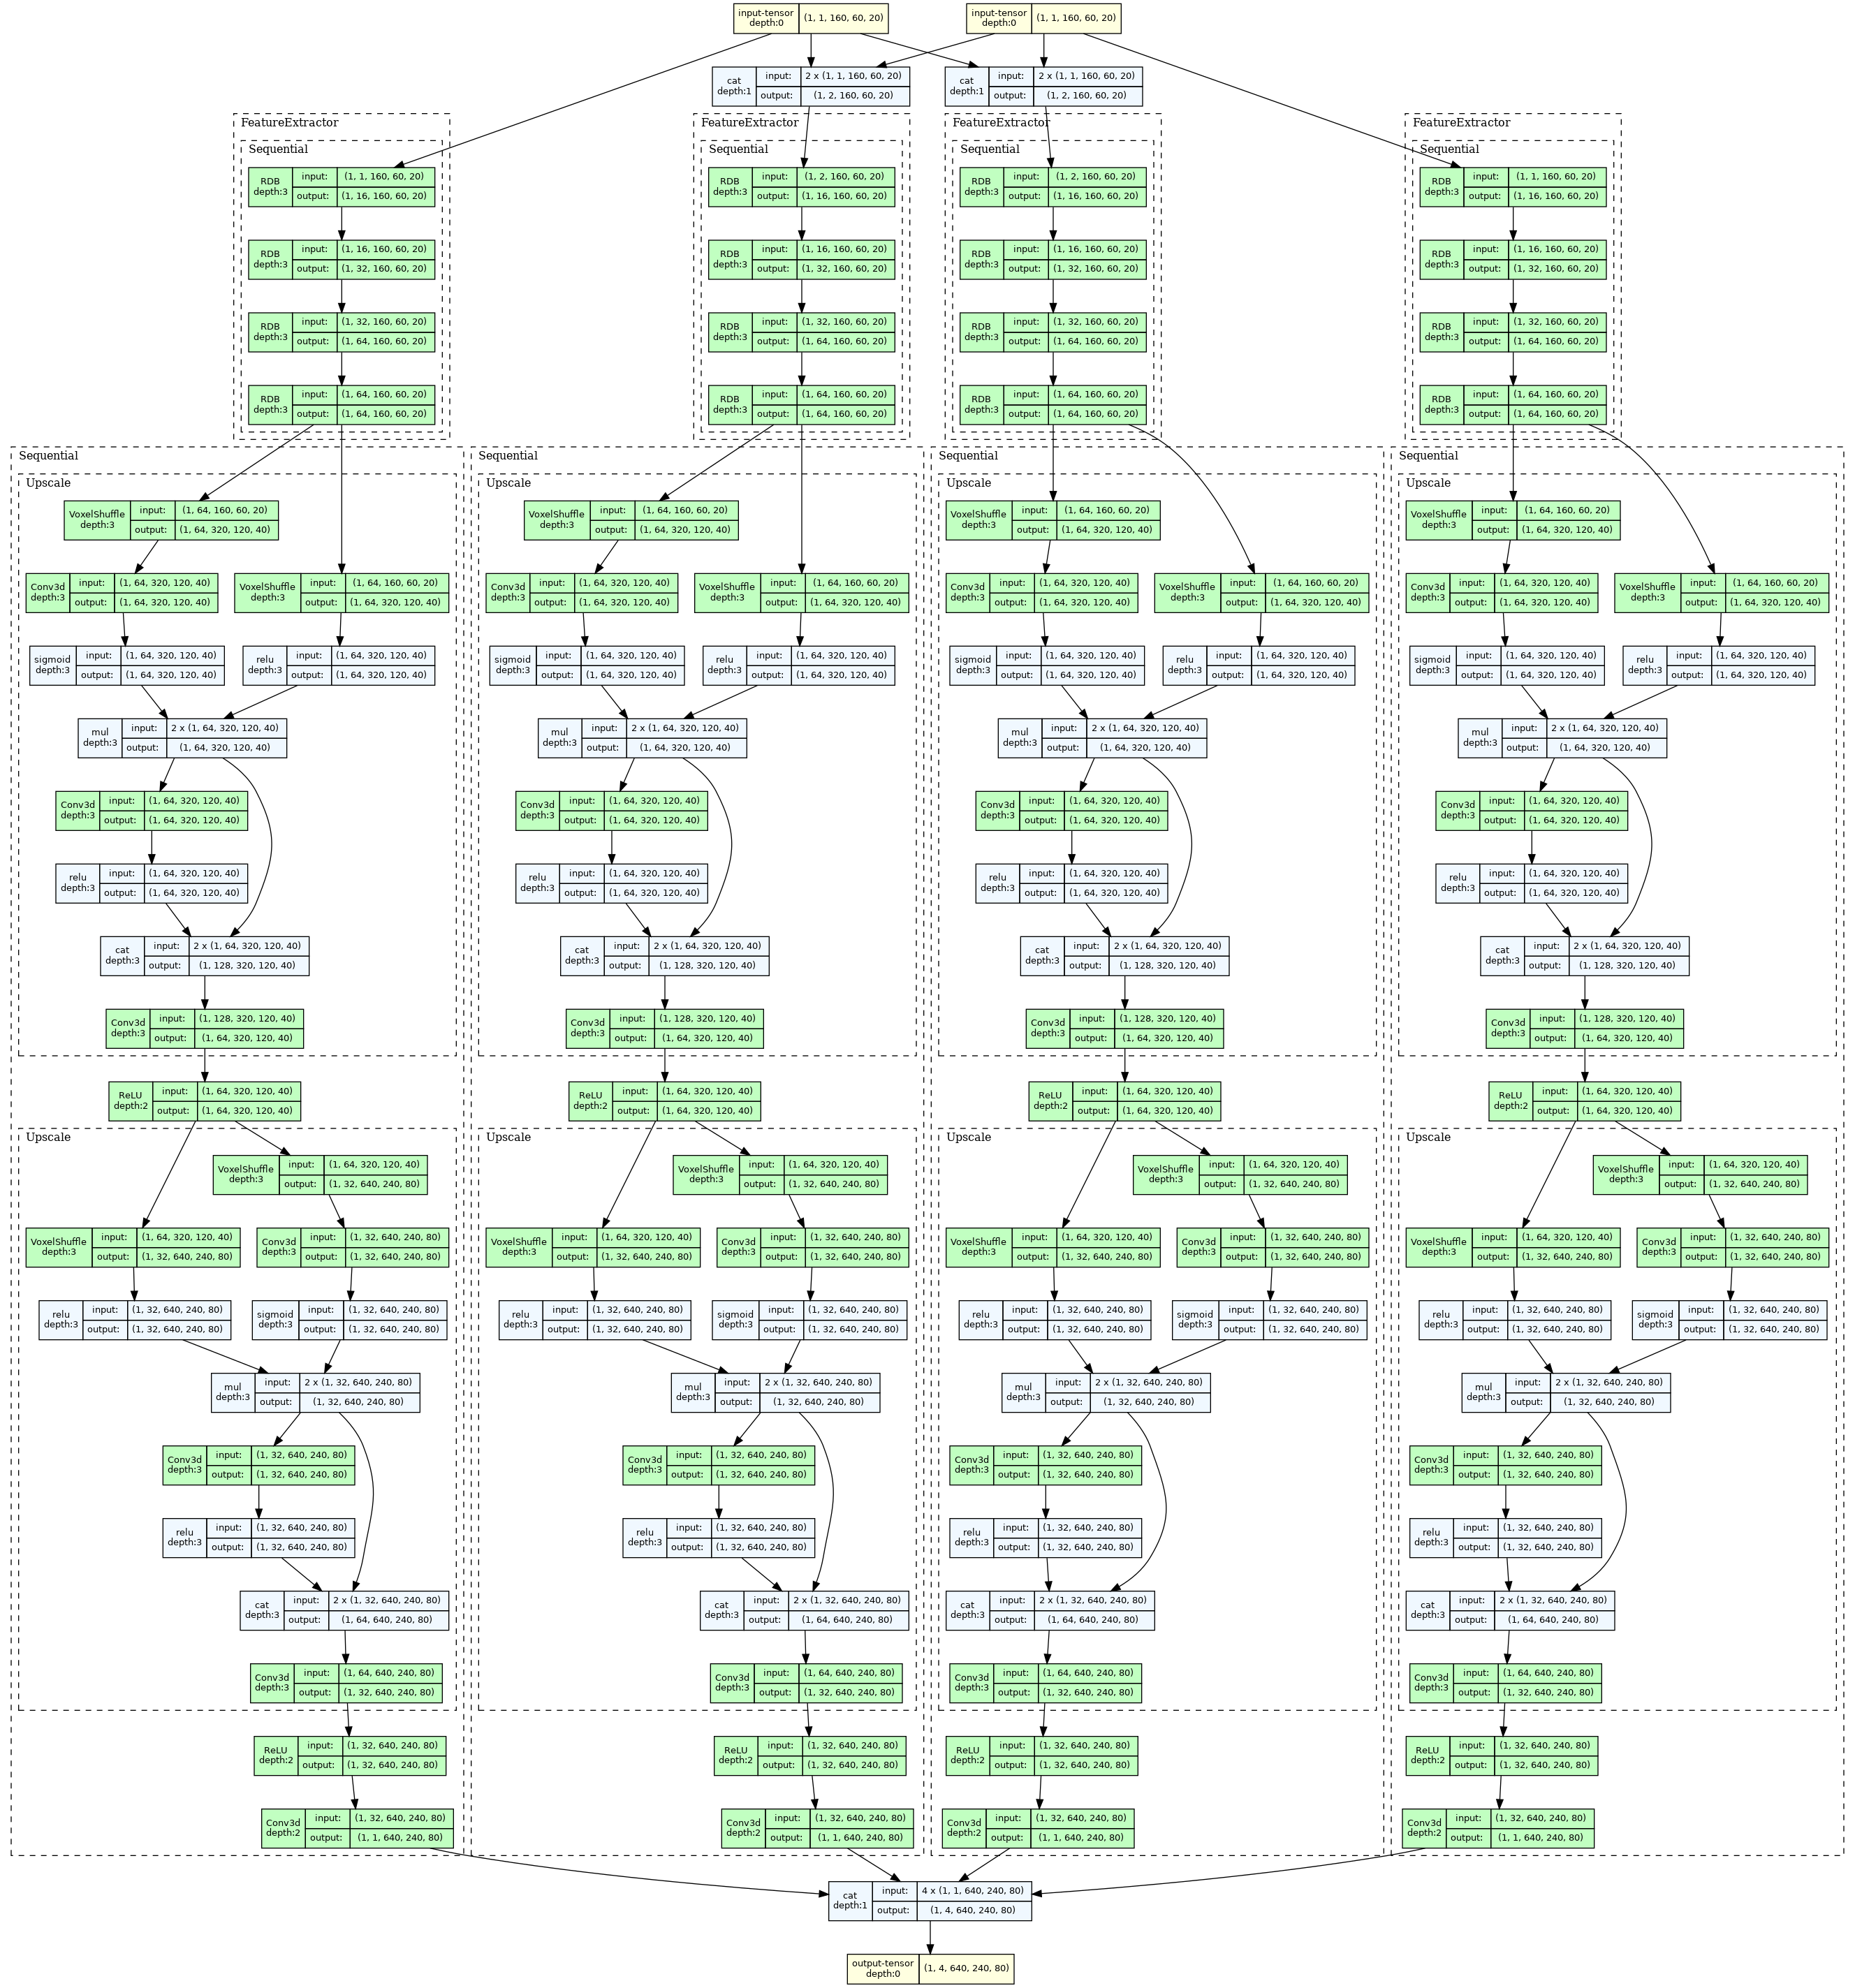 input-tensor
depth:0
(1, 1, 160, 60, 20)
input-tensor
depth:0
(1, 1, 160, 60, 20)
cat input: 2 x (1, 1, 160, 60, 20)
depth:1 output: (1, 2, 160, 60, 20)
cat input: 2 x (1, 1, 160, 60, 20)
depth:1 output: (1, 2, 160, 60, 20)
FeatureExtractor
Sequential
RDB input: (1, 1, 160, 60, 20)
depth:3 output: (1, 16, 160, 60, 20)
RDB input: (1, 16, 160, 60, 20)
depth:3 output: (1, 32, 160, 60, 20)
RDB input: (1, 32, 160, 60, 20)
depth:3 output: (1, 64, 160, 60, 20)
RDB input: (1, 64, 160, 60, 20)
depth:3 output: (1, 64, 160, 60, 20)
FeatureExtractor
Sequential
RDB input: (1, 2, 160, 60, 20)
depth:3 output: (1, 16, 160, 60, 20)
RDB input: (1, 16, 160, 60, 20)
depth:3 output: (1, 32, 160, 60, 20)
RDB input: (1, 32, 160, 60, 20)
depth:3 output: (1, 64, 160, 60, 20)
RDB input: (1, 64, 160, 60, 20)
depth:3 output: (1, 64, 160, 60, 20)
FeatureExtractor
Sequential
RDB input: (1, 2, 160, 60, 20)
depth:3 output: (1, 16, 160, 60, 20)
RDB input: (1, 16, 160, 60, 20)
depth:3 output: (1, 32, 160, 60, 20)
RDB input: (1, 32, 160, 60, 20)
depth:3 output: (1, 64, 160, 60, 20)
RDB input: (1, 64, 160, 60, 20)
depth:3 output: (1, 64, 160, 60, 20)
FeatureExtractor
Sequential
RDB input: (1, 1, 160, 60, 20)
depth:3 output: (1, 16, 160, 60, 20)
RDB input: (1, 16, 160, 60, 20)
depth:3 output: (1, 32, 160, 60, 20)
RDB input: (1, 32, 160, 60, 20)
depth:3 output: (1, 64, 160, 60, 20)
RDB input: (1, 64, 160, 60, 20)
depth:3 output: (1, 64, 160, 60, 20)
Sequential
Upscale
VoxelShuffle input: (1, 64, 160, 60, 20)
depth:3 output: (1, 64, 320, 120, 40)
Conv3d input: (1, 64, 320, 120, 40)
depth:3 output: (1, 64, 320, 120, 40)
VoxelShuffle input: (1, 64, 160, 60, 20)
depth:3 output: (1, 64, 320, 120, 40)
sigmoid input: (1, 64, 320, 120, 40)
depth:3 output: (1, 64, 320, 120, 40)
relu input: (1, 64, 320, 120, 40)
depth:3 output: (1, 64, 320, 120, 40)
mul input: 2 x (1, 64, 320, 120, 40)
depth:3 output: (1, 64, 320, 120, 40)
Conv3d input: (1, 64, 320, 120, 40)
depth:3 output: (1, 64, 320, 120, 40)
relu input: (1, 64, 320, 120, 40)
depth:3 output: (1, 64, 320, 120, 40)
cat input: 2 x (1, 64, 320, 120, 40)
depth:3 output: (1, 128, 320, 120, 40)
Conv3d input: (1, 128, 320, 120, 40)
depth:3 output: (1, 64, 320, 120, 40)
ReLU input: (1, 64, 320, 120, 40)
depth:2 output: (1, 64, 320, 120, 40)
Upscale
VoxelShuffle input: (1, 64, 320, 120, 40)
depth:3 output: (1, 32, 640, 240, 80)
VoxelShuffle input: (1, 64, 320, 120, 40)
depth:3 output: (1, 32, 640, 240, 80)
Conv3d input: (1, 32, 640, 240, 80)
depth:3 output: (1, 32, 640, 240, 80)
relu input: (1, 32, 640, 240, 80)
depth:3 output: (1, 32, 640, 240, 80)
sigmoid input: (1, 32, 640, 240, 80)
depth:3 output: (1, 32, 640, 240, 80)
mul input: 2 x (1, 32, 640, 240, 80)
depth:3 output: (1, 32, 640, 240, 80)
Conv3d input: (1, 32, 640, 240, 80)
depth:3 output: (1, 32, 640, 240, 80)
relu input: (1, 32, 640, 240, 80)
depth:3 output: (1, 32, 640, 240, 80)
cat input: 2 x (1, 32, 640, 240, 80)
depth:3 output: (1, 64, 640, 240, 80)
Conv3d input: (1, 64, 640, 240, 80)
depth:3 output: (1, 32, 640, 240, 80)
ReLU input: (1, 32, 640, 240, 80)
depth:2 output: (1, 32, 640, 240, 80)
Conv3d input: (1, 32, 640, 240, 80)
depth:2 output: (1, 1, 640, 240, 80)
Sequential
Upscale
VoxelShuffle input: (1, 64, 160, 60, 20)
depth:3 output: (1, 64, 320, 120, 40)
Conv3d input: (1, 64, 320, 120, 40)
depth:3 output: (1, 64, 320, 120, 40)
VoxelShuffle input: (1, 64, 160, 60, 20)
depth:3 output: (1, 64, 320, 120, 40)
sigmoid input: (1, 64, 320, 120, 40)
depth:3 output: (1, 64, 320, 120, 40)
relu input: (1, 64, 320, 120, 40)
depth:3 output: (1, 64, 320, 120, 40)
mul input: 2 x (1, 64, 320, 120, 40)
depth:3 output: (1, 64, 320, 120, 40)
Conv3d input: (1, 64, 320, 120, 40)
depth:3 output: (1, 64, 320, 120, 40)
relu input: (1, 64, 320, 120, 40)
depth:3 output: (1, 64, 320, 120, 40)
cat input: 2 x (1, 64, 320, 120, 40)
depth:3 output: (1, 128, 320, 120, 40)
Conv3d input: (1, 128, 320, 120, 40)
depth:3 output: (1, 64, 320, 120, 40)
ReLU input: (1, 64, 320, 120, 40)
depth:2 output: (1, 64, 320, 120, 40)
Upscale
VoxelShuffle input: (1, 64, 320, 120, 40)
depth:3 output: (1, 32, 640, 240, 80)
VoxelShuffle input: (1, 64, 320, 120, 40)
depth:3 output: (1, 32, 640, 240, 80)
Conv3d input: (1, 32, 640, 240, 80)
depth:3 output: (1, 32, 640, 240, 80)
relu input: (1, 32, 640, 240, 80)
depth:3 output: (1, 32, 640, 240, 80)
sigmoid input: (1, 32, 640, 240, 80)
depth:3 output: (1, 32, 640, 240, 80)
mul input: 2 x (1, 32, 640, 240, 80)
depth:3 output: (1, 32, 640, 240, 80)
Conv3d input: (1, 32, 640, 240, 80)
depth:3 output: (1, 32, 640, 240, 80)
relu input: (1, 32, 640, 240, 80)
depth:3 output: (1, 32, 640, 240, 80)
cat input: 2 x (1, 32, 640, 240, 80)
depth:3 output: (1, 64, 640, 240, 80)
Conv3d input: (1, 64, 640, 240, 80)
depth:3 output: (1, 32, 640, 240, 80)
ReLU input: (1, 32, 640, 240, 80)
depth:2 output: (1, 32, 640, 240, 80)
Conv3d input: (1, 32, 640, 240, 80)
depth:2 output: (1, 1, 640, 240, 80)
Sequential
Upscale
VoxelShuffle input: (1, 64, 160, 60, 20)
depth:3 output: (1, 64, 320, 120, 40)
Conv3d input: (1, 64, 320, 120, 40)
depth:3 output: (1, 64, 320, 120, 40)
VoxelShuffle input: (1, 64, 160, 60, 20)
depth:3 output: (1, 64, 320, 120, 40)
sigmoid input: (1, 64, 320, 120, 40)
depth:3 output: (1, 64, 320, 120, 40)
relu input: (1, 64, 320, 120, 40)
depth:3 output: (1, 64, 320, 120, 40)
mul input: 2 x (1, 64, 320, 120, 40)
depth:3 output: (1, 64, 320, 120, 40)
Conv3d input: (1, 64, 320, 120, 40)
depth:3 output: (1, 64, 320, 120, 40)
relu input: (1, 64, 320, 120, 40)
depth:3 output: (1, 64, 320, 120, 40)
cat input: 2 x (1, 64, 320, 120, 40)
depth:3 output: (1, 128, 320, 120, 40)
Conv3d input: (1, 128, 320, 120, 40)
depth:3 output: (1, 64, 320, 120, 40)
ReLU input: (1, 64, 320, 120, 40)
depth:2 output: (1, 64, 320, 120, 40)
Upscale
VoxelShuffle input: (1, 64, 320, 120, 40)
depth:3 output: (1, 32, 640, 240, 80)
VoxelShuffle input: (1, 64, 320, 120, 40)
depth:3 output: (1, 32, 640, 240, 80)
Conv3d input: (1, 32, 640, 240, 80)
depth:3 output: (1, 32, 640, 240, 80)
relu input: (1, 32, 640, 240, 80)
depth:3 output: (1, 32, 640, 240, 80)
sigmoid input: (1, 32, 640, 240, 80)
depth:3 output: (1, 32, 640, 240, 80)
mul input: 2 x (1, 32, 640, 240, 80)
depth:3 output: (1, 32, 640, 240, 80)
Conv3d input: (1, 32, 640, 240, 80)
depth:3 output: (1, 32, 640, 240, 80)
relu input: (1, 32, 640, 240, 80)
depth:3 output: (1, 32, 640, 240, 80)
cat input: 2 x (1, 32, 640, 240, 80)
depth:3 output: (1, 64, 640, 240, 80)
Conv3d input: (1, 64, 640, 240, 80)
depth:3 output: (1, 32, 640, 240, 80)
ReLU input: (1, 32, 640, 240, 80)
depth:2 output: (1, 32, 640, 240, 80)
Conv3d input: (1, 32, 640, 240, 80)
depth:2 output: (1, 1, 640, 240, 80)
Sequential
Upscale
VoxelShuffle input: (1, 64, 160, 60, 20)
depth:3 output: (1, 64, 320, 120, 40)
Conv3d input: (1, 64, 320, 120, 40)
depth:3 output: (1, 64, 320, 120, 40)
VoxelShuffle input: (1, 64, 160, 60, 20)
depth:3 output: (1, 64, 320, 120, 40)
sigmoid input: (1, 64, 320, 120, 40)
depth:3 output: (1, 64, 320, 120, 40)
relu input: (1, 64, 320, 120, 40)
depth:3 output: (1, 64, 320, 120, 40)
mul input: 2 x (1, 64, 320, 120, 40)
depth:3 output: (1, 64, 320, 120, 40)
Conv3d input: (1, 64, 320, 120, 40)
depth:3 output: (1, 64, 320, 120, 40)
relu input: (1, 64, 320, 120, 40)
depth:3 output: (1, 64, 320, 120, 40)
cat input: 2 x (1, 64, 320, 120, 40)
depth:3 output: (1, 128, 320, 120, 40)
Conv3d input: (1, 128, 320, 120, 40)
depth:3 output: (1, 64, 320, 120, 40)
ReLU input: (1, 64, 320, 120, 40)
depth:2 output: (1, 64, 320, 120, 40)
Upscale
VoxelShuffle input: (1, 64, 320, 120, 40)
depth:3 output: (1, 32, 640, 240, 80)
VoxelShuffle input: (1, 64, 320, 120, 40)
depth:3 output: (1, 32, 640, 240, 80)
Conv3d input: (1, 32, 640, 240, 80)
depth:3 output: (1, 32, 640, 240, 80)
relu input: (1, 32, 640, 240, 80)
depth:3 output: (1, 32, 640, 240, 80)
sigmoid input: (1, 32, 640, 240, 80)
depth:3 output: (1, 32, 640, 240, 80)
mul input: 2 x (1, 32, 640, 240, 80)
depth:3 output: (1, 32, 640, 240, 80)
Conv3d input: (1, 32, 640, 240, 80)
depth:3 output: (1, 32, 640, 240, 80)
relu input: (1, 32, 640, 240, 80)
depth:3 output: (1, 32, 640, 240, 80)
cat input: 2 x (1, 32, 640, 240, 80)
depth:3 output: (1, 64, 640, 240, 80)
Conv3d input: (1, 64, 640, 240, 80)
depth:3 output: (1, 32, 640, 240, 80)
ReLU input: (1, 32, 640, 240, 80)
depth:2 output: (1, 32, 640, 240, 80)
Conv3d input: (1, 32, 640, 240, 80)
depth:2 output: (1, 1, 640, 240, 80)
cat input: 4 x (1, 1, 640, 240, 80)
depth:1 output: (1, 4, 640, 240, 80)
output-tensor
depth:0
(1, 4, 640, 240, 80)